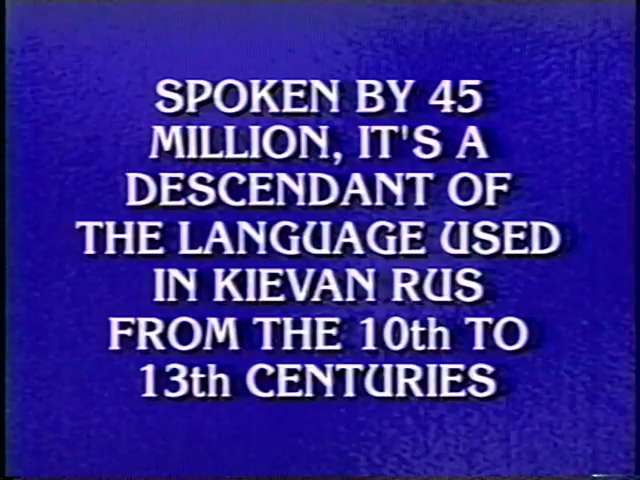 SPOKEN BY 45
MILLION, IT'S A
DESCENDANT OF
THE LANGUAGE USED
IN KIEVAN RUS
FROM THE 10th TO
13th CENTURIES